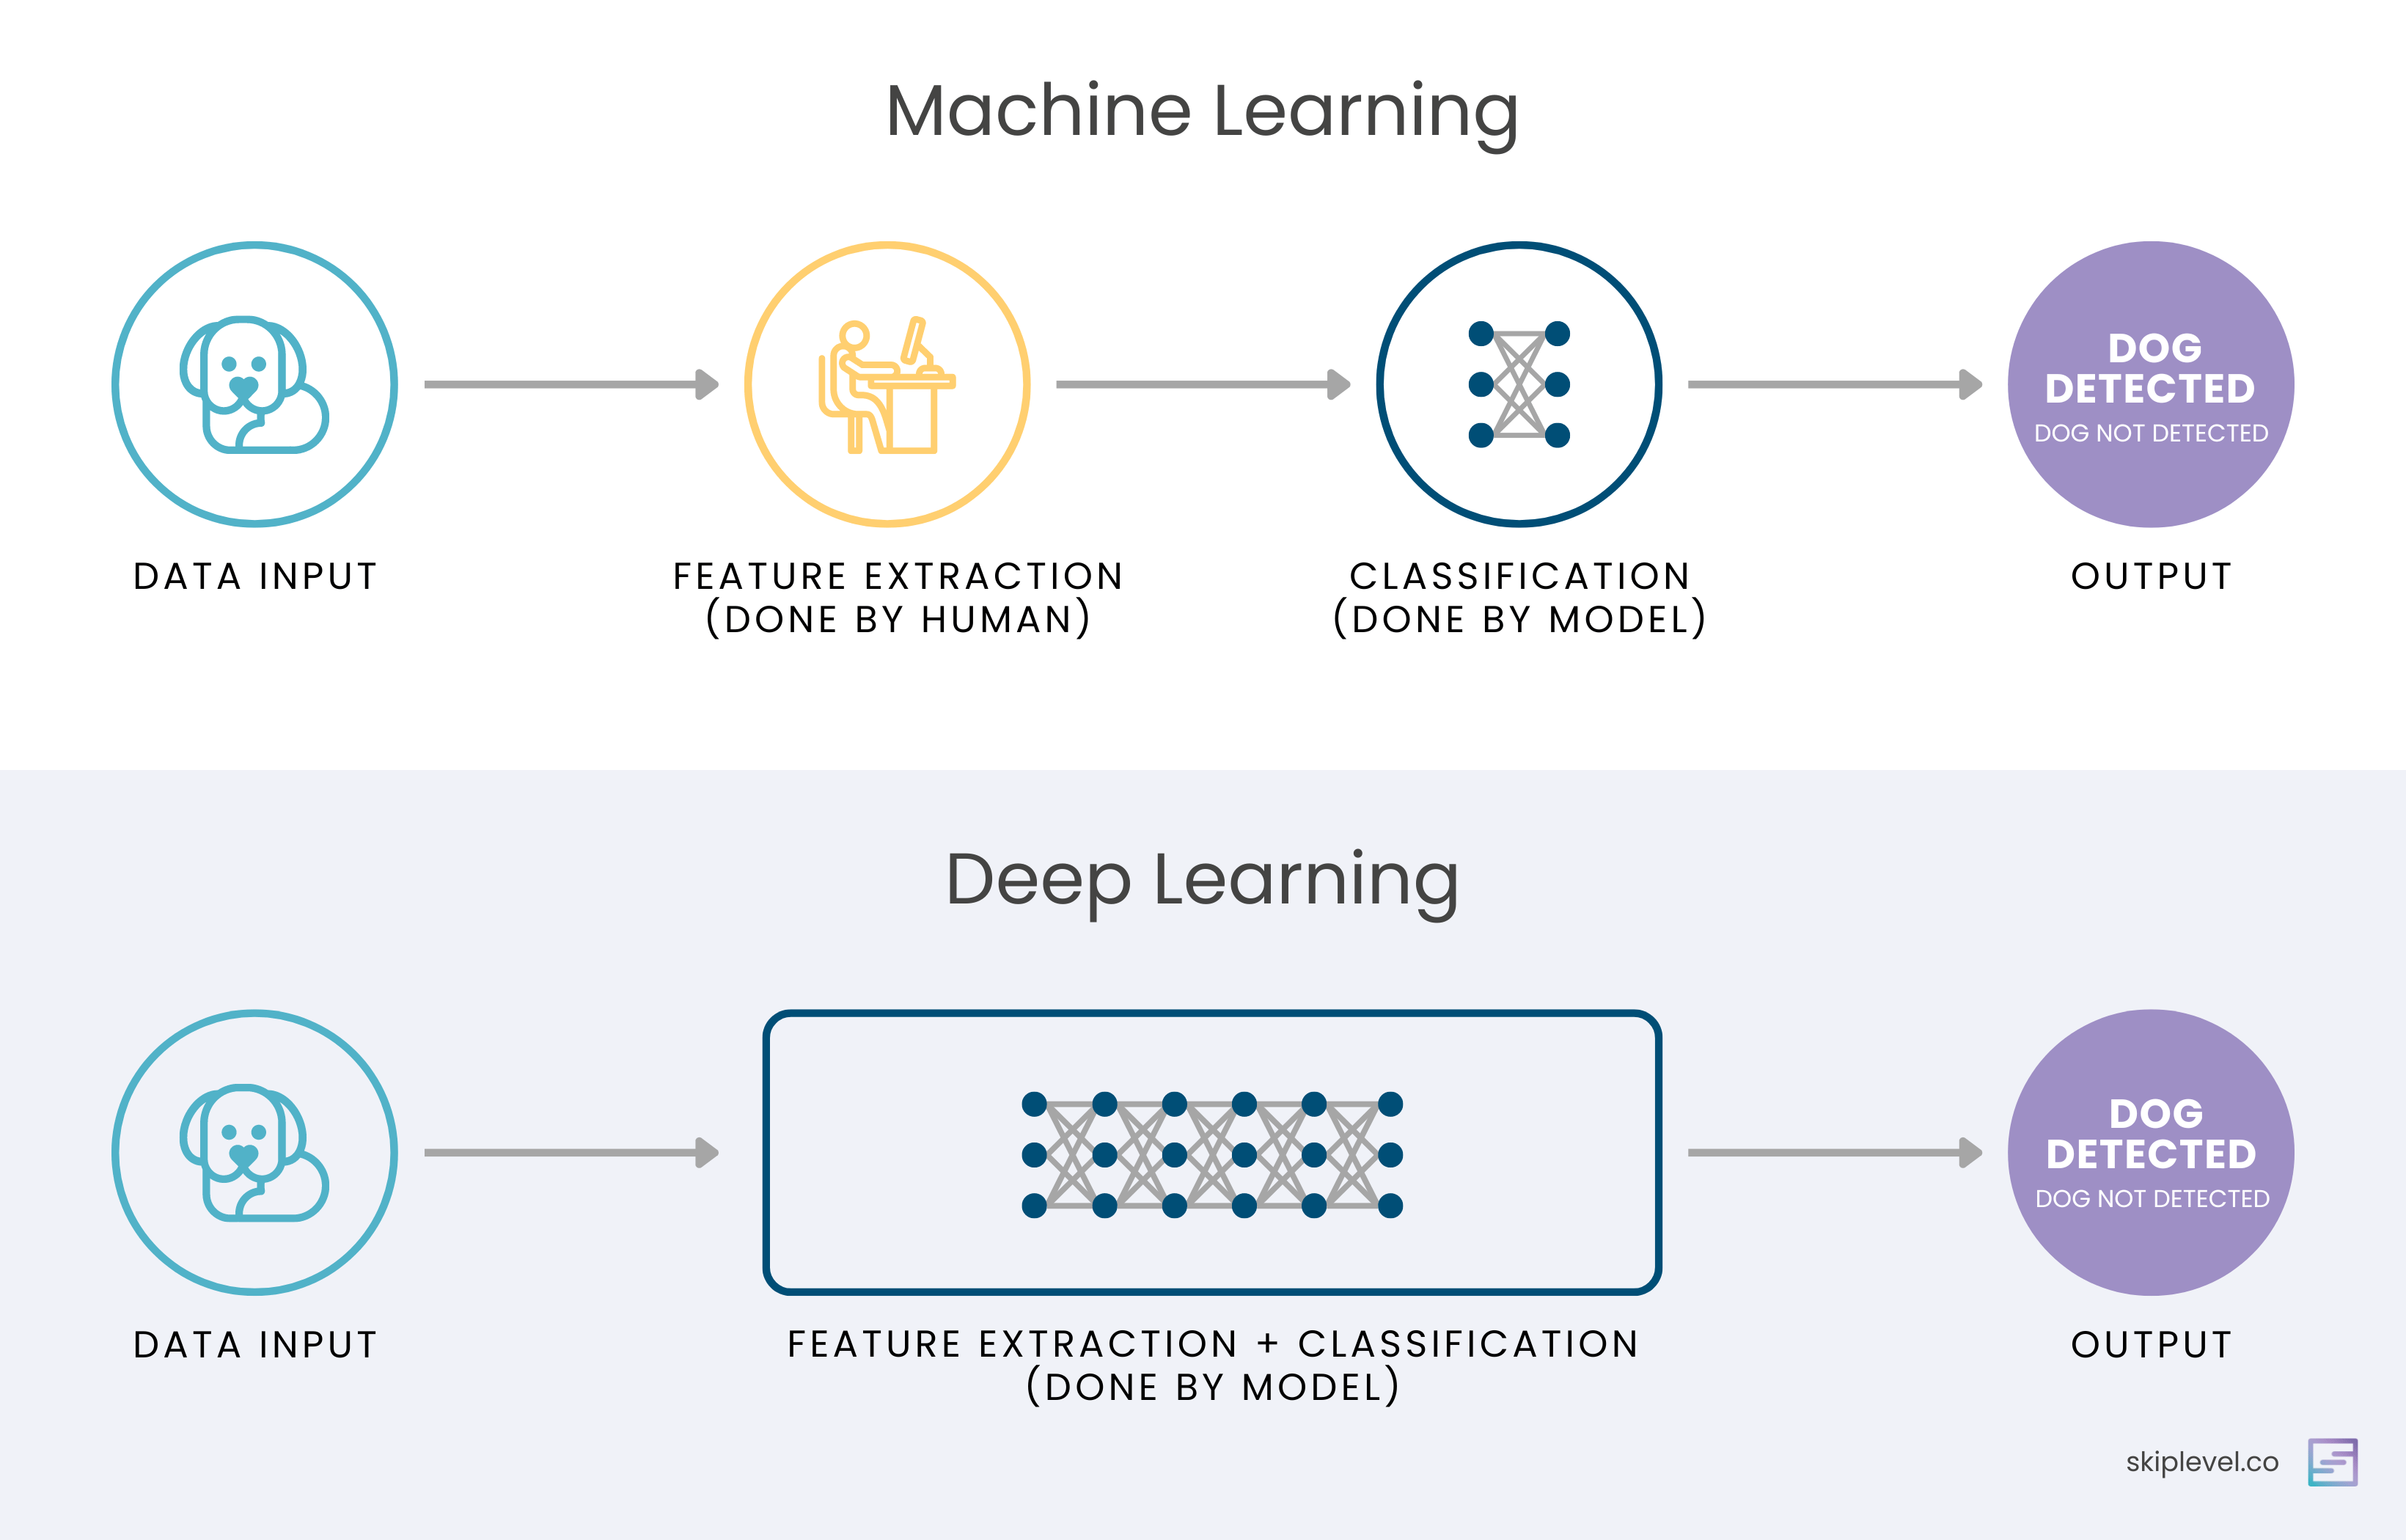 Machine Learning
DOG
DETECTED
DOG NOT DETECTED
DATA INPUT
FEATURE EXTRACTION
(DONE BY HUMAN)
CLASSIFICATION
(DONE BY MODEL)
OUTPUT
Deep Learning
DOG
DETECTED
DOG NOT DETECTED
DATA INPUT
FEATURE EXTRACTION + CLASSIFICATION
(DONE BY MODEL)
OUTPUT
skiplevel.co